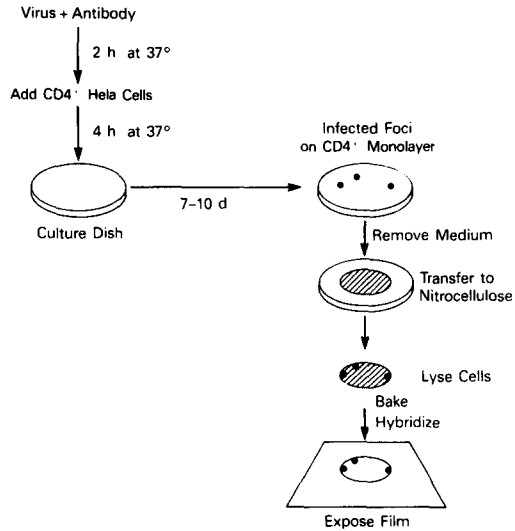 Virus + Antibody
2 h at 37°
Add CD4+ Hela Cells
4 h at 37°
Culture Dish
7–10 d
Infected Foci
on CD4+ Monolayer
Remove Medium
Transfer to
Nitrocellulose
Lyse Cells
Bake
Hybridize
Expose Film